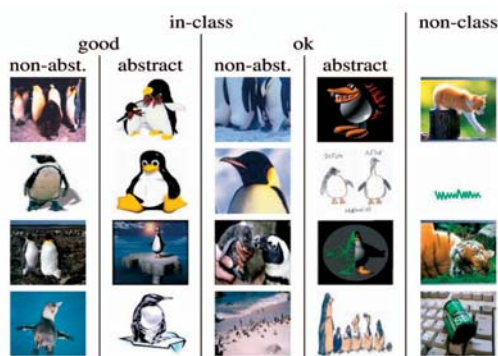 in-class
non-class
good
ok
non-abst.
abstract
non-abst.
abstract